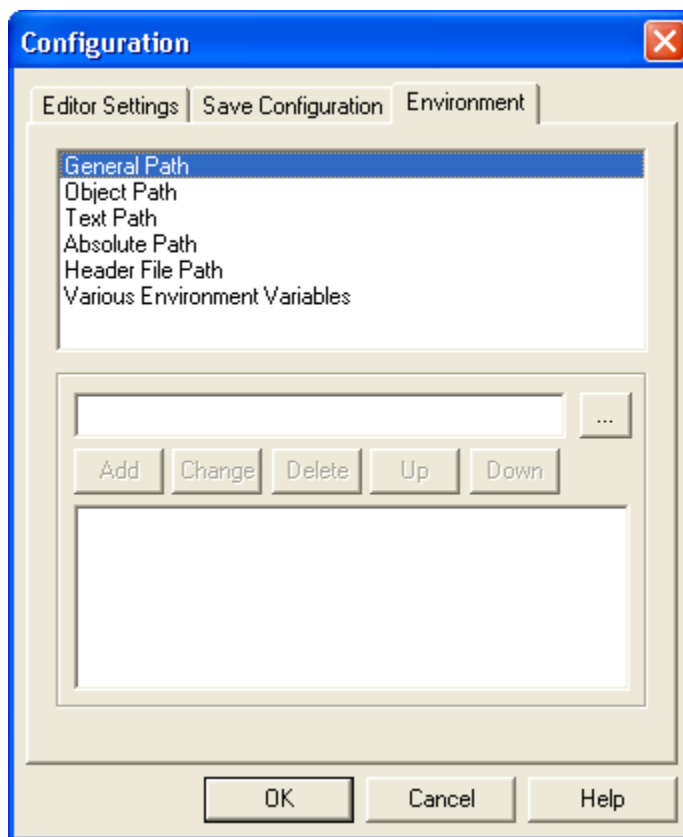 Configuration
Editor Settings Save Configuration Environment
General Path
Object Path
Text Path
Absolute Path
Header File Path
Various Environment Variables
...
Add Change Delete Up Down
OK Cancel Help